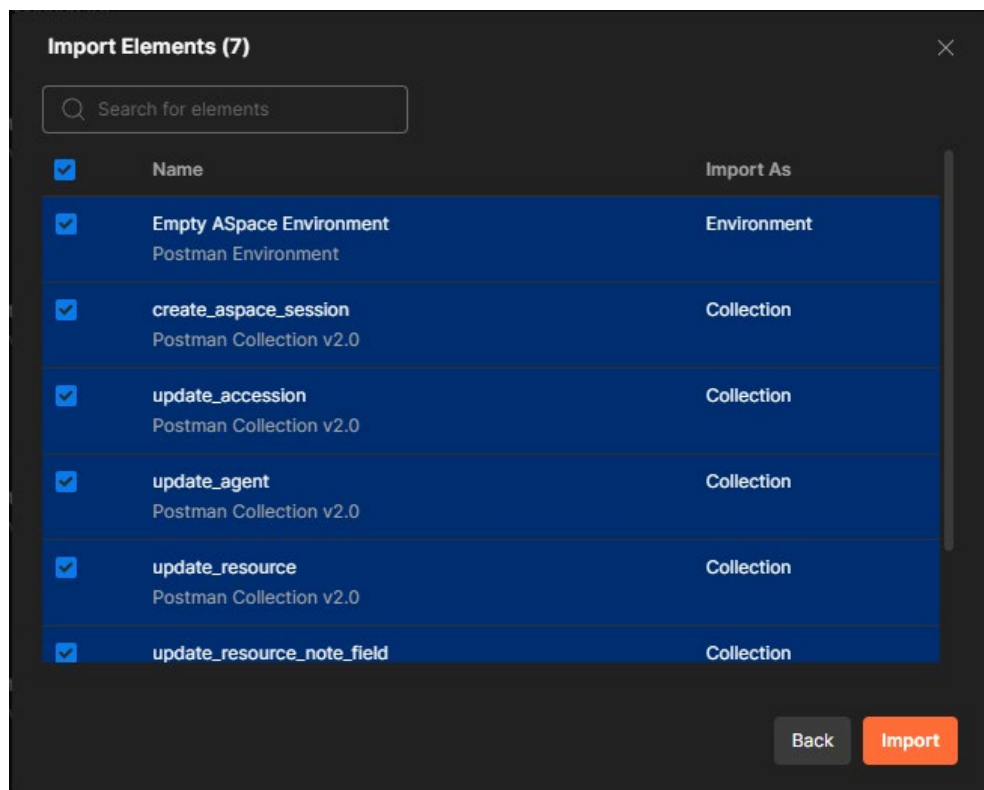 Import Elements (7)
Search for elements
Name Import As
Empty ASpace Environment Environment
Postman Environment
create_aspace_session Collection
Postman Collection v2.0
update_accession Collection
Postman Collection v2.0
update_agent Collection
Postman Collection v2.0
update_resource Collection
Postman Collection v2.0
update_resource_note_field Collection
Back Import